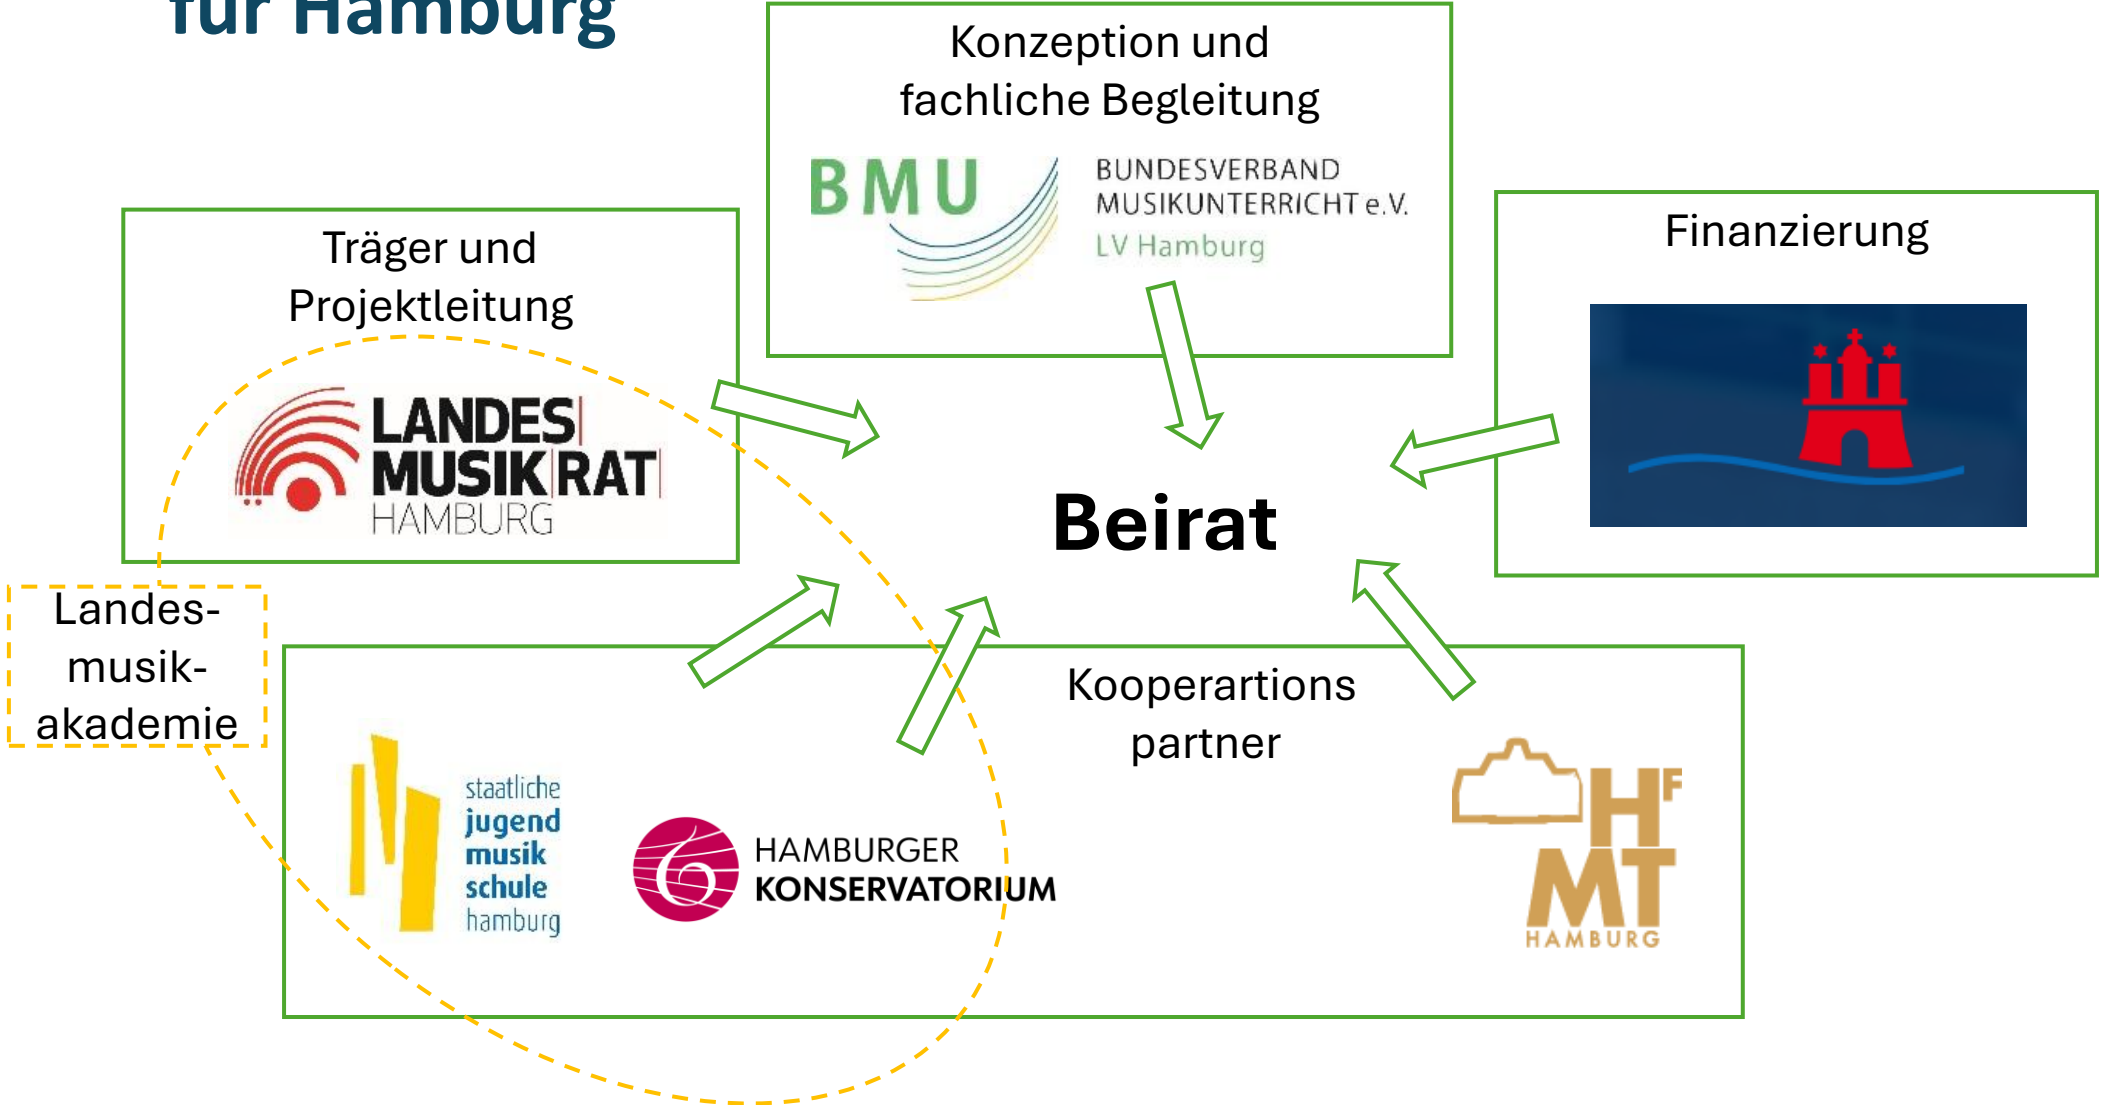 für Hamburg
Konzeption und
fachliche Begleitung
BMU
BUNDESVERBAND
MUSIKUNTERRICHT e.V.
LV Hamburg
Träger und
Projektleitung
LANDES
MUSIK RAT
HAMBURG
Finanzierung
Beirat
Landes-
musik-
akademie
Kooperartions
partner
staatliche
jugend
musik
schule
hamburg
HAMBURGER
KONSERVATORIUM
HF
MT
HAMBURG